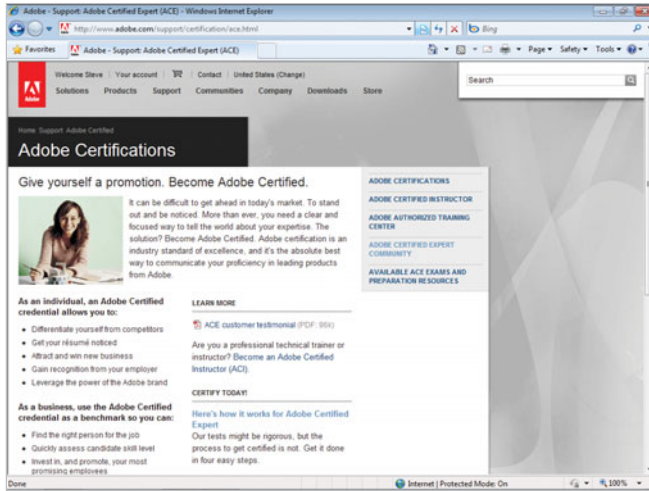 Adobe - Support: Adobe Certified Expert (ACE) - Windows Internet Explorer
http://www.adobe.com/support/certification/ace.html
Bing
Favorites
Adobe - Support: Adobe Certified Expert (ACE)
Page
Safety
Tools
Adobe
Welcome Steve
Your account
Contact
United States (Change)
Solutions
Products
Support
Communities
Company
Downloads
Store
Search
Home Support Adobe Certified
Adobe Certifications
Give yourself a promotion. Become Adobe Certified.
It can be difficult to get ahead in today's market. To stand
out and be noticed. More than ever, you need a clear and
focused way to tell the world about your expertise. The
solution? Become Adobe Certified. Adobe certification is an
industry standard of excellence, and it's the absolute best
way to communicate your proficiency in leading products
from Adobe.
As an individual, an Adobe Certified
credential allows you to:
Differentiate yourself from competitors
Get your résumé noticed
Attract and win new business
Gain recognition from your employer
Leverage the power of the Adobe brand
As a business, use the Adobe Certified
credential as a benchmark so you can:
Find the right person for the job
Quickly assess candidate skill level
Invest in, and promote, your most
promising employees
LEARN MORE
ACE customer testimonial (PDF: 96k)
Are you a professional technical trainer or
instructor? Become an Adobe Certified
Instructor (ACI).
CERTIFY TODAY!
Here's how it works for Adobe Certified
Expert
Our tests might be rigorous, but the
process to get certified is not. Get it done
in four easy steps.
ADOBE CERTIFICATIONS
ADOBE CERTIFIED INSTRUCTOR
ADOBE AUTHORIZED TRAINING
CENTER
ADOBE CERTIFIED EXPERT
COMMUNITY
AVAILABLE ACE EXAMS AND
PREPARATION RESOURCES
Done
Internet | Protected Mode: On
100%